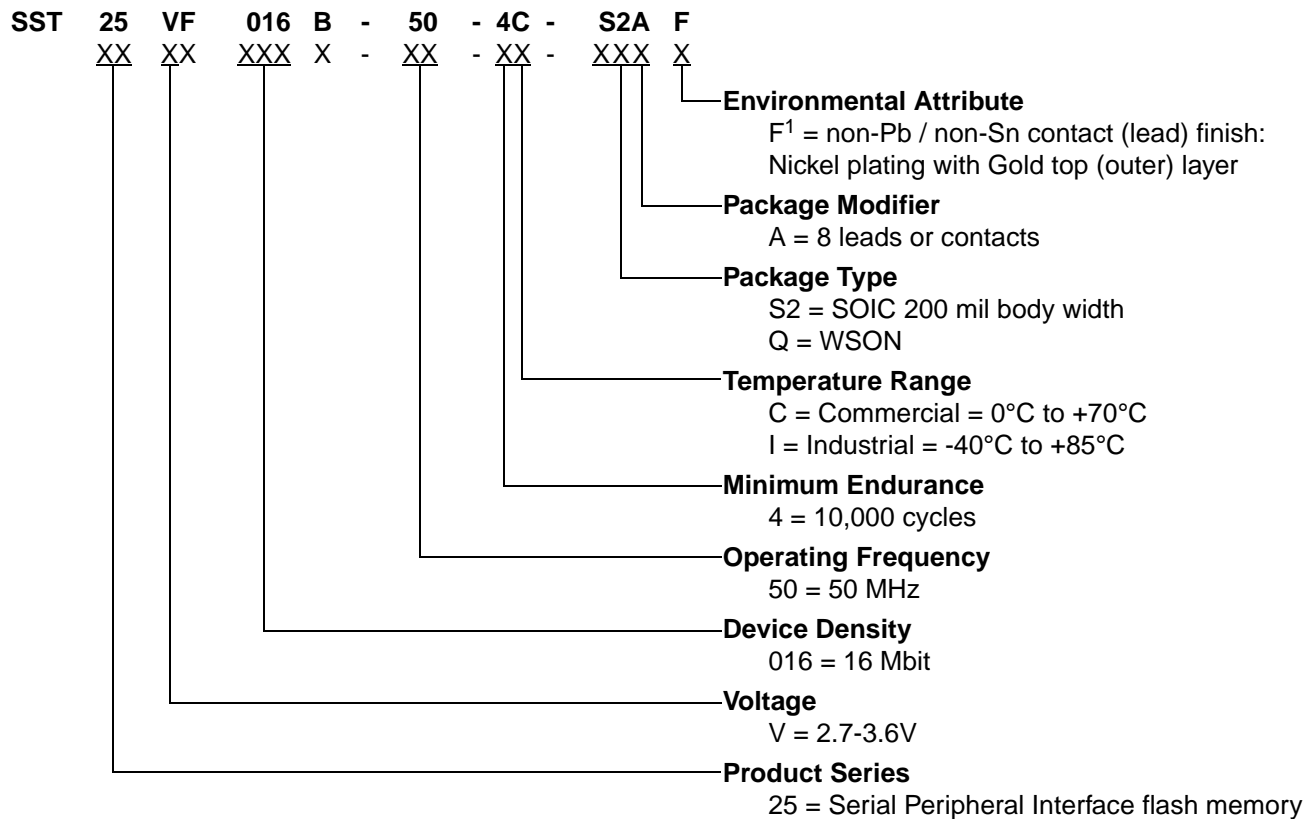 SST 25 VF 016 B - 50 - 4C - S2A F
XX XX XXX X - XX - XX - XXX X
Environmental Attribute
F1 = non-Pb / non-Sn contact (lead) finish:
Nickel plating with Gold top (outer) layer
Package Modifier
A = 8 leads or contacts
Package Type
S2 = SOIC 200 mil body width
Q = WSON
Temperature Range
C = Commercial = 0°C to +70°C
I = Industrial = -40°C to +85°C
Minimum Endurance
4 = 10,000 cycles
Operating Frequency
50 = 50 MHz
Device Density
016 = 16 Mbit
Voltage
V = 2.7-3.6V
Product Series
25 = Serial Peripheral Interface flash memory